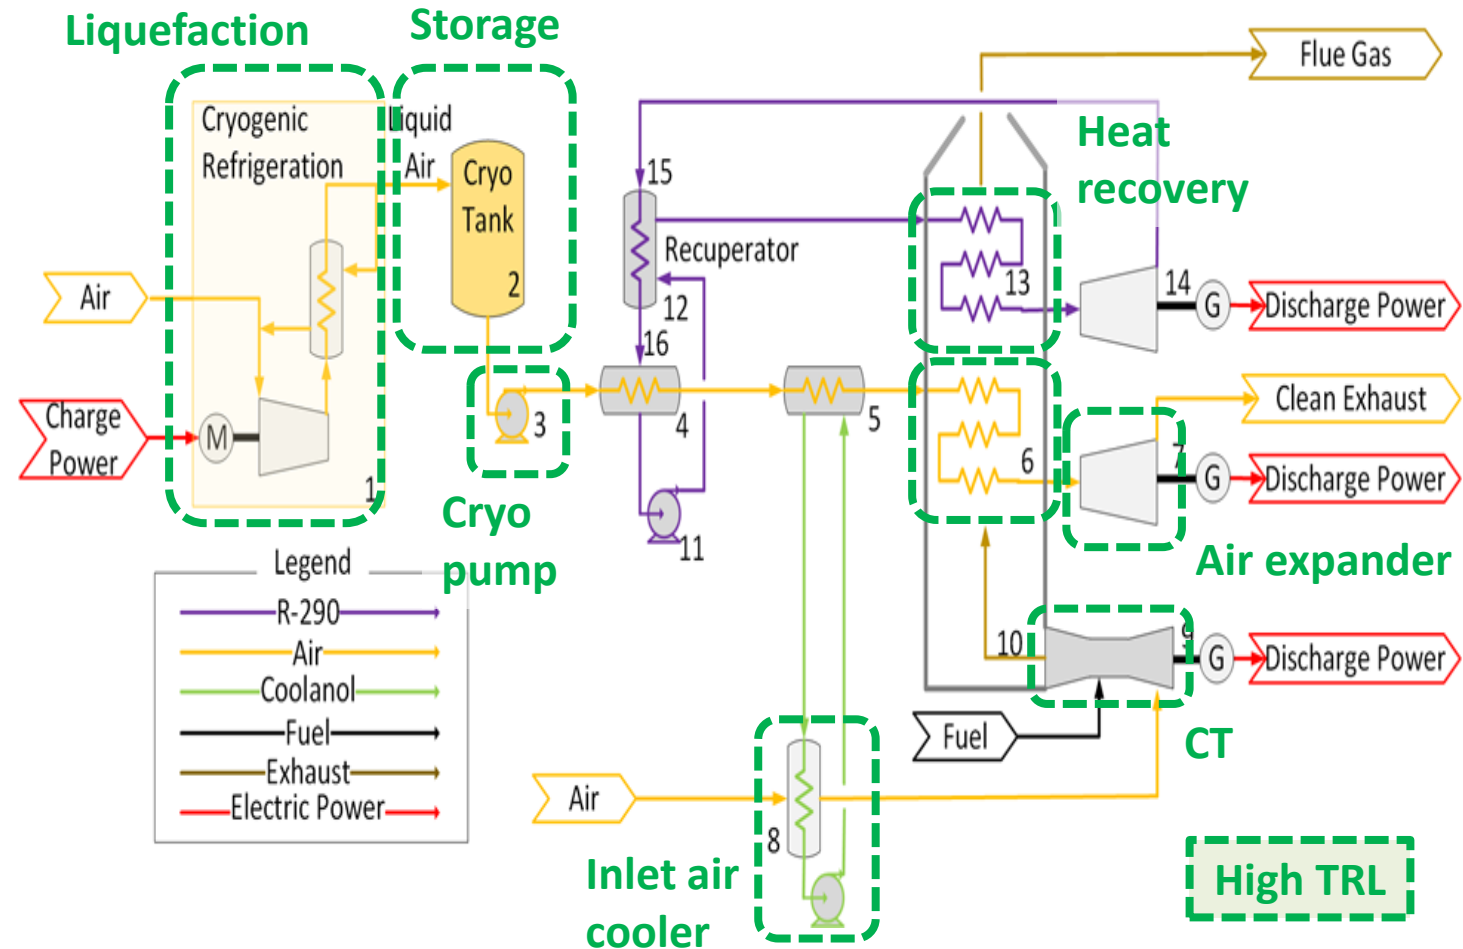 Liquefaction
Storage
Flue Gas
Cryogenic
Refrigeration
Liquid
Air
Cryo
Tank
2
Heat
recovery
15
Recuperator
12
16
13
14
G
Discharge Power
Air
Charge
Power
M
1
3
4
5
6
7
Clean Exhaust
G
Discharge Power
Cryo
pump
11
Air expander
Legend
R-290
Air
Coolanol
Fuel
Exhaust
Electric Power
10
9
G
Discharge Power
Fuel
CT
Air
8
Inlet air
cooler
High TRL